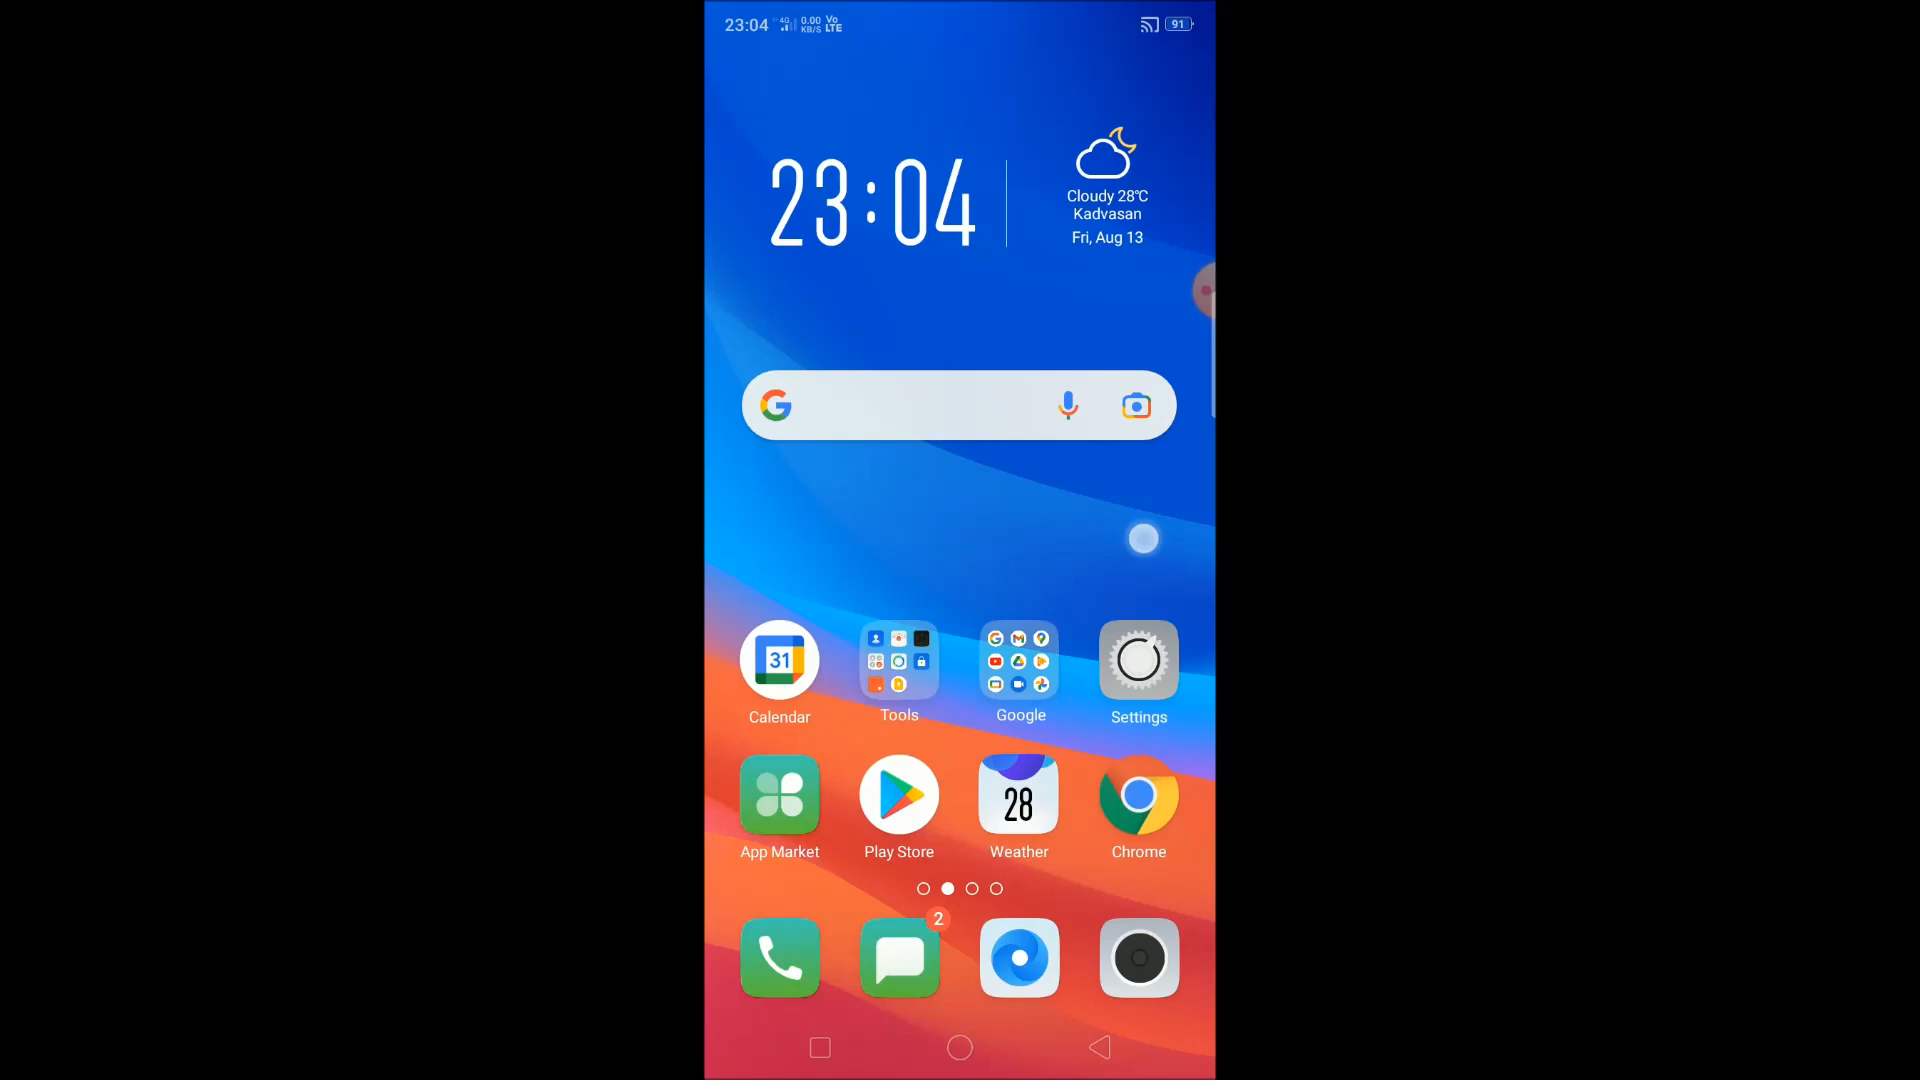 23:04 4G 0.00 KB/S Vo LTE 91
23:04
Cloudy 28℃
Kadvasan
Fri, Aug 13
G
31
Calendar Tools Google Settings
28
App Market Play Store Weather Chrome
2